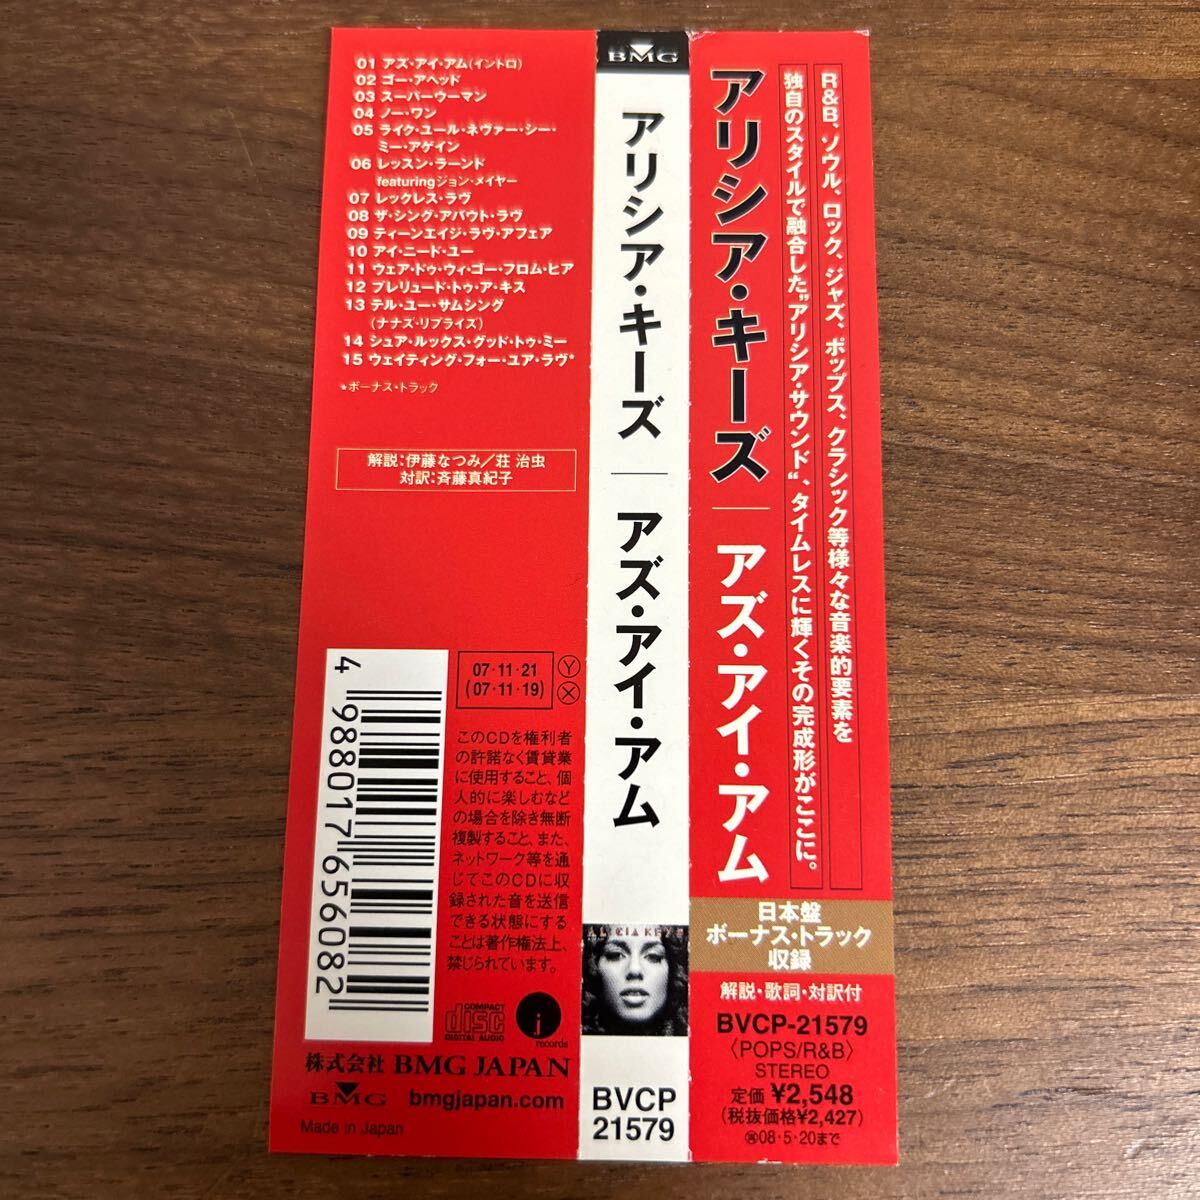 01 アズ・アイ・アム(イントロ)
02 ゴー・アヘッド
03 スーパーウーマン
04 ノー・ワン
05 ライク・ユール・ネヴァー・シー・
ミー・アゲイン
06 レッスン・ラーンド
featuringジョン・メイヤー
07 レックレス・ラヴ
08 ザ・シング・アバウト・ラヴ
09 ティーンエイジ・ラヴ・アフェア
10 アイ・ニード・ユー
11 ウェア・ドゥ・ウィ・ゴー・フロム・ヒア
12 プレリュード・トゥ・ア・キス
13 テル・ユー・サムシング
(ナナズ・リプライズ)
14 シュア・ルックス・グッド・トゥ・ミー
15 ウェイティング・フォー・ユア・ラヴ*
*ボーナス・トラック
解説:伊藤なつみ/荘 治虫
対訳:斉藤真紀子
4 988017 656082
07・11・21
(07・11・19)
Y
X
このCDを権利者
の許諾なく賃貸業
に使用すること、個
人的に楽しむなど
の場合を除き無断
複製すること、また、
ネットワーク等を通
じてこのCDに収
録された音を送信
できる状態にする
ことは著作権法上、
禁じられています。
COMPACT
disc
DIGITAL AUDIO
j
records
株式会社 BMG JAPAN
BMG bmgjapan.com
Made in Japan
BMG
アリシア・キーズ
アズ・アイ・アム
ALICIA KEYS
BVCP
21579
R&B、ソウル、ロック、ジャズ、ポップス、クラシック等様々な音楽的要素を
独自のスタイルで融合した"アリシア・サウンド"、タイムレスに輝くその完成形がここに。
アリシア・キーズ
アズ・アイ・アム
日本盤
ボーナス・トラック
収録
解説・歌詞・対訳付
BVCP-21579
〈POPS/R&B〉
STEREO
定価 ¥2,548
(税抜価格¥2,427)
再08・5・20まで